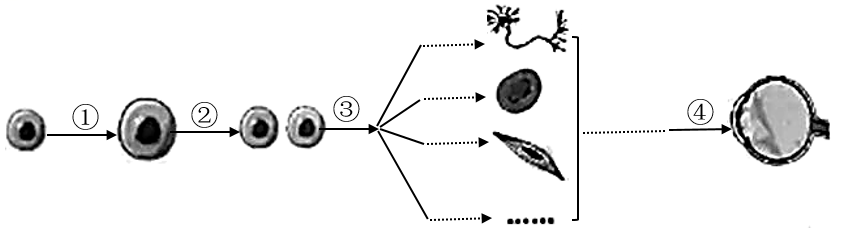 ① ② ③ ④